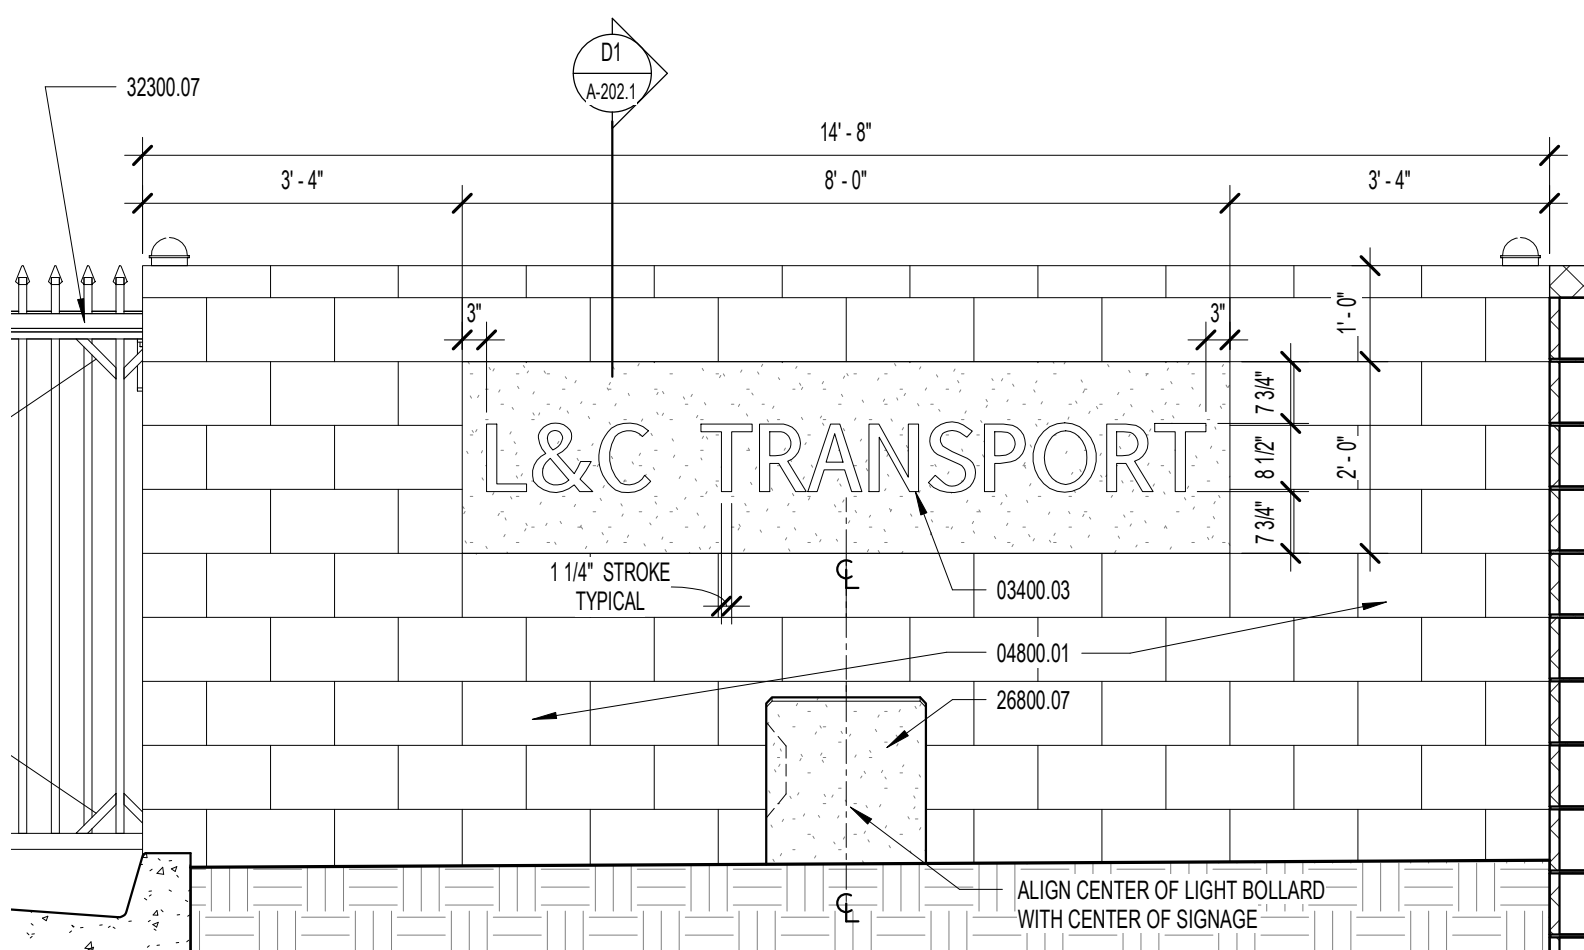 D1
A-202.1
32300.07
14' - 8"
3' - 4"
8' - 0"
3' - 4"
3"
3"
1' - 0"
7 3/4"
8 1/2"
2' - 0"
7 3/4"
L&C TRANSPORT
1 1/4" STROKE
TYPICAL
℄
03400.03
04800.01
26800.07
ALIGN CENTER OF LIGHT BOLLARD
WITH CENTER OF SIGNAGE
℄